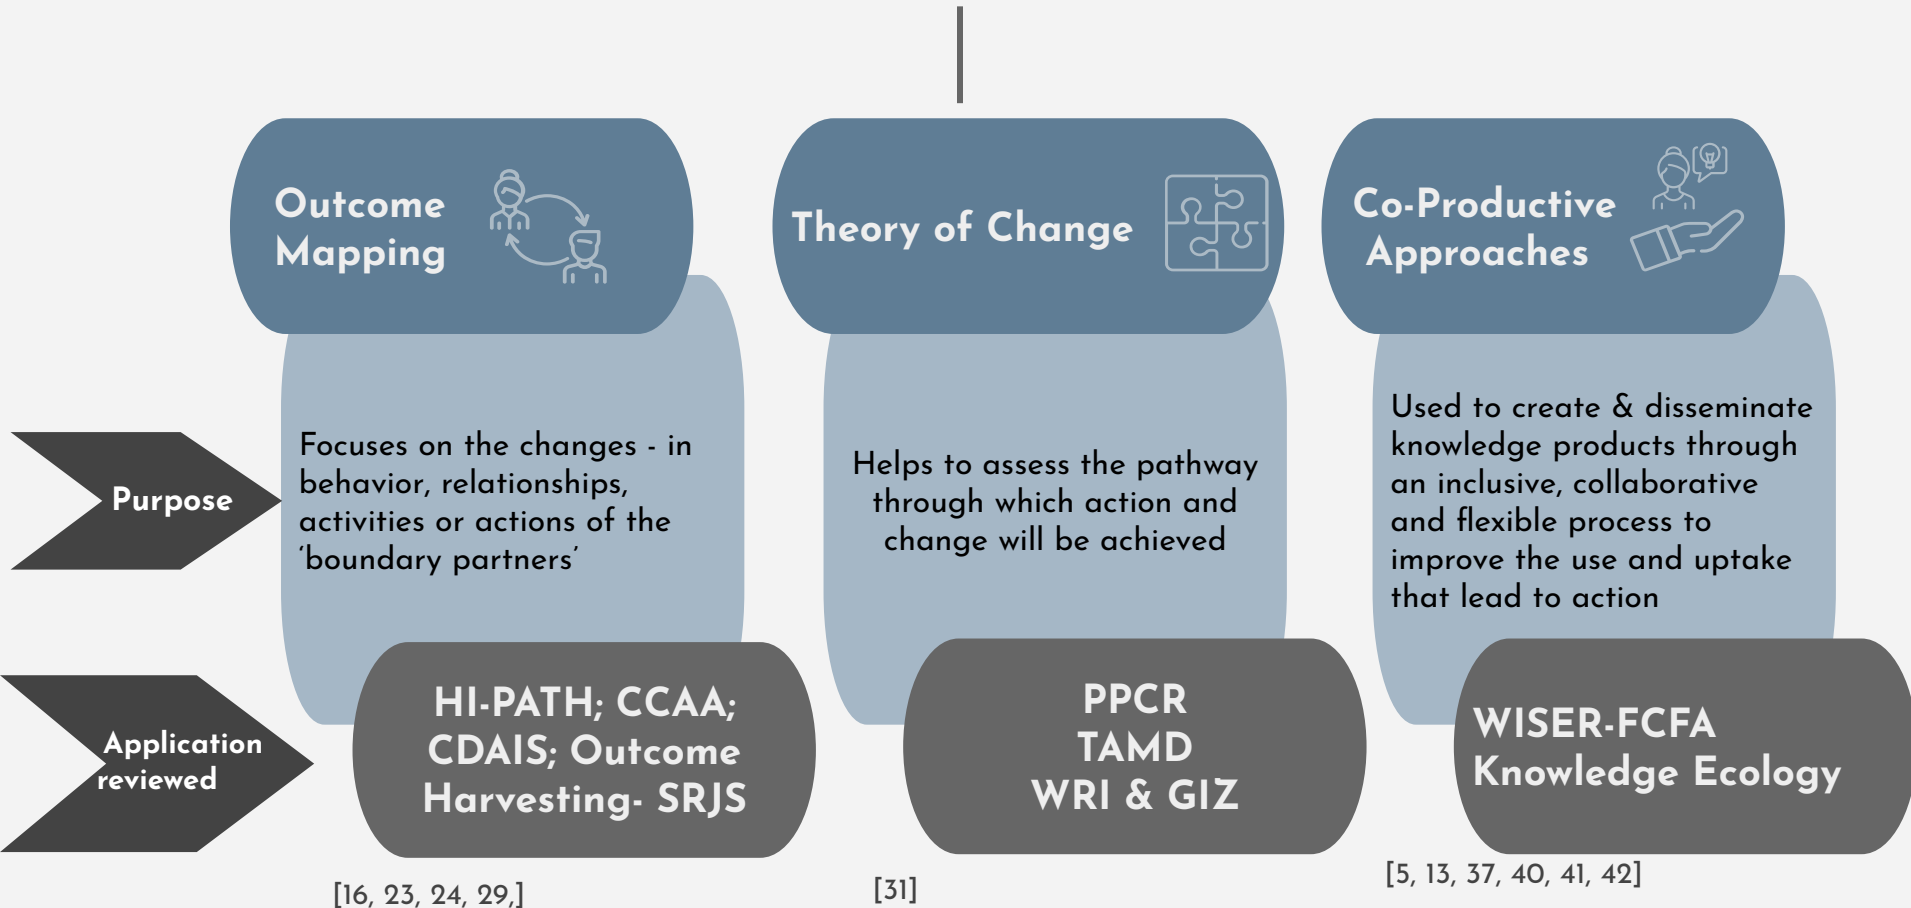 Outcome
Mapping
Theory of Change
Co-Productive
Approaches
Purpose
Focuses on the changes - in
behavior, relationships,
activities or actions of the
‘boundary partners’
Helps to assess the pathway
through which action and
change will be achieved
Used to create & disseminate
knowledge products through
an inclusive, collaborative
and flexible process to
improve the use and uptake
that lead to action
Application
reviewed
HI-PATH; CCAA;
CDAIS; Outcome
Harvesting- SRJS
PPCR
TAMD
WRI & GIZ
WISER-FCFA
Knowledge Ecology
[16, 23, 24, 29,]
[31]
[5, 13, 37, 40, 41, 42]